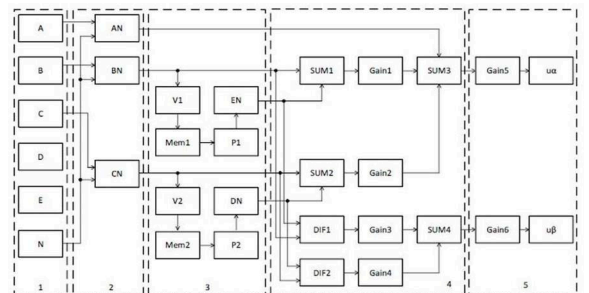 A AN
B BN SUM1 Gain1 SUM3 Gain5 uα
V1 EN
C
Mem1 P1
D CN SUM2 Gain2
E V2 DN
N Mem2 P2 DIF1 Gain3 SUM4 Gain6 uβ
DIF2 Gain4
1 2 3 4 5